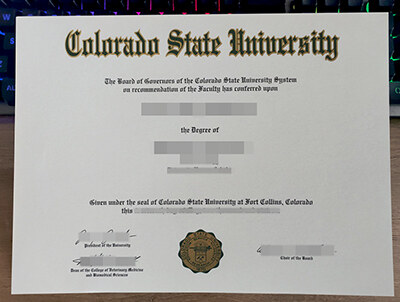 Colorado State University
The Board of Governors of the Colorado State University System
on recommendation of the Faculty has conferred upon
the Degree of
Given under the seal of Colorado State University at Fort Collins, Colorado
this
President of the University
Chair of the Board
Dean of the College of Veterinary Medicine
and Biomedical Sciences